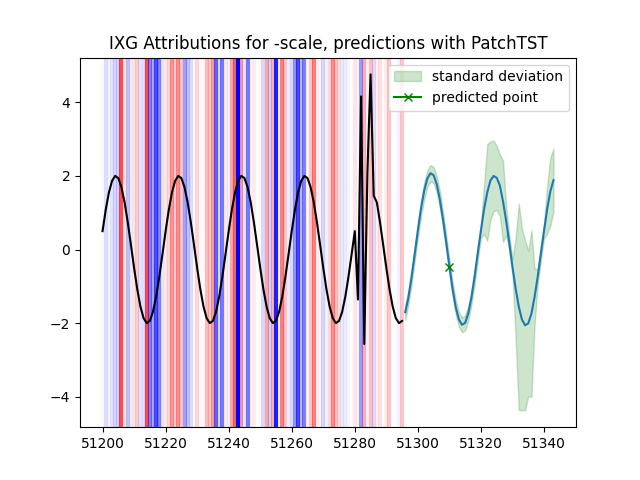 IXG Attributions for -scale, predictions with PatchTST
standard deviation
predicted point
4
2
0
−2
−4
51200 51220 51240 51260 51280 51300 51320 51340